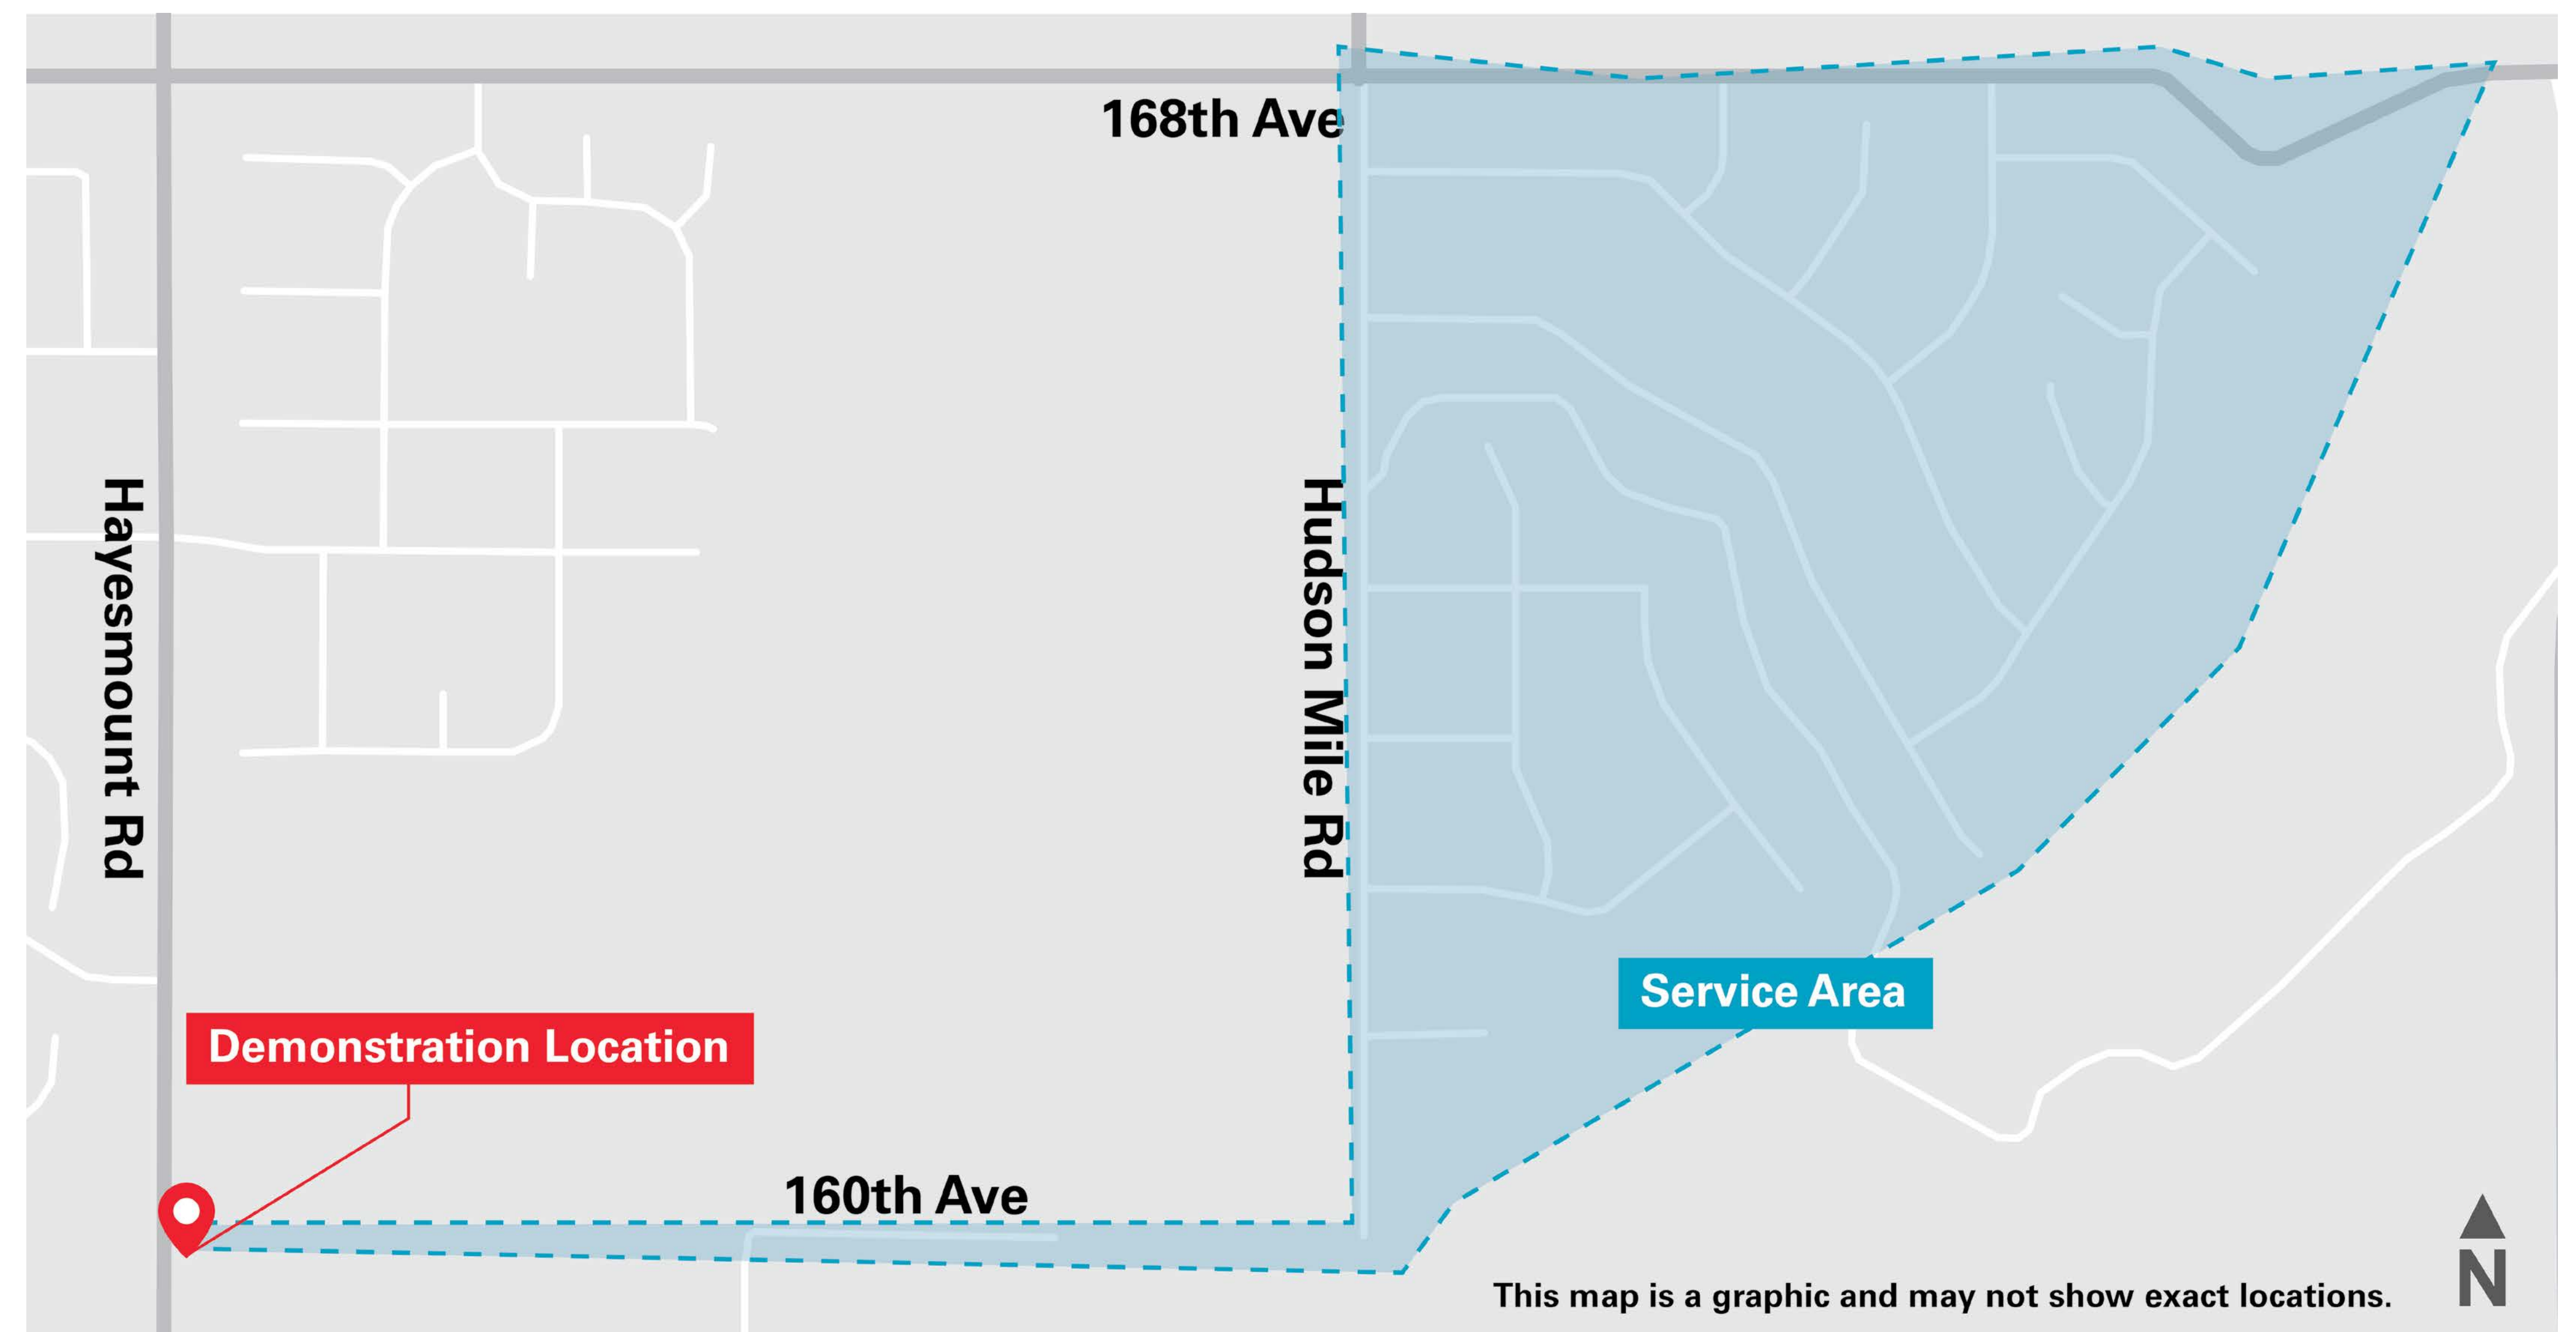 168th Ave
Hayesmount Rd
Hudson Mile Rd
Service Area
Demonstration Location
160th Ave
This map is a graphic and may not show exact locations.
N